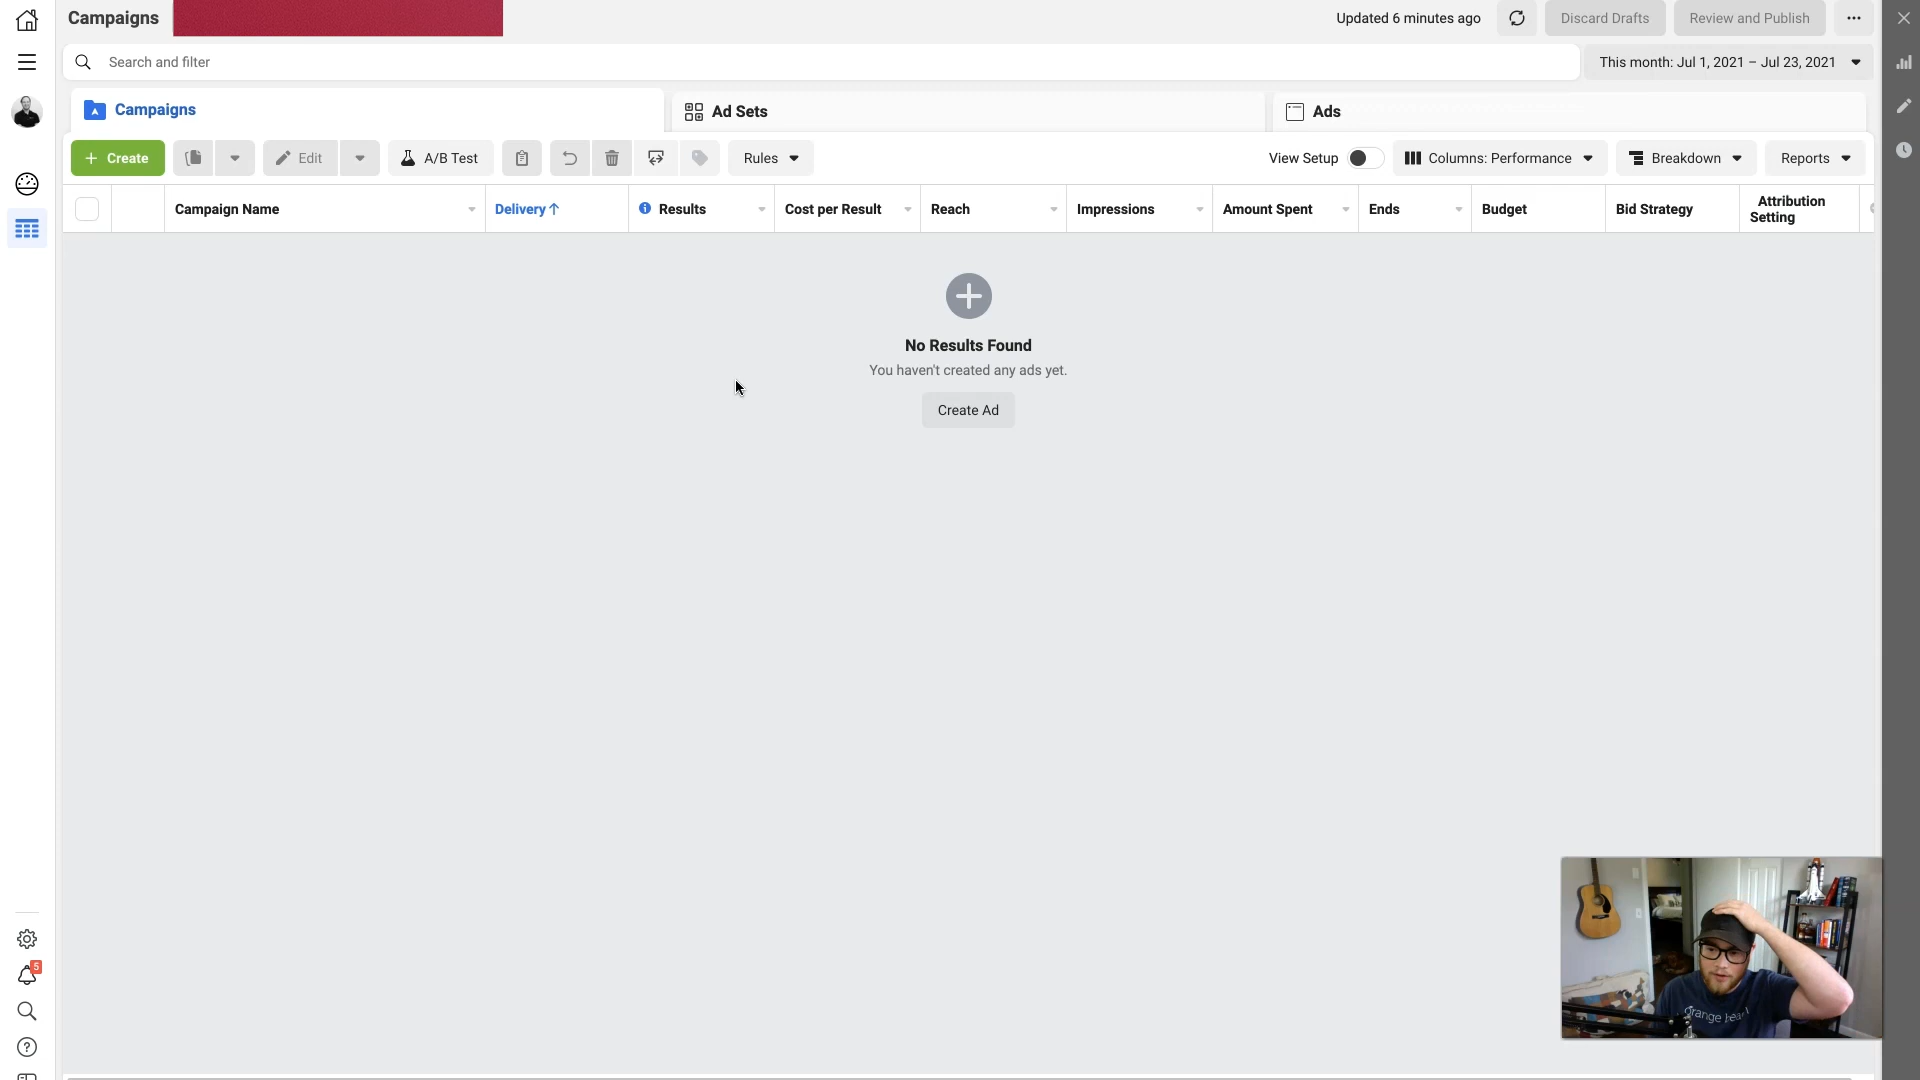 Campaigns
Updated 6 minutes ago
Discard Drafts
Review and Publish
Search and filter
This month: Jul 1, 2021 – Jul 23, 2021
Campaigns
Ad Sets
Ads
+ Create
Edit
A/B Test
Rules
View Setup
Columns: Performance
Breakdown
Reports
Campaign Name
Delivery↑
Results
Cost per Result
Reach
Impressions
Amount Spent
Ends
Budget
Bid Strategy
Attribution
Setting
No Results Found
You haven't created any ads yet.
Create Ad
5